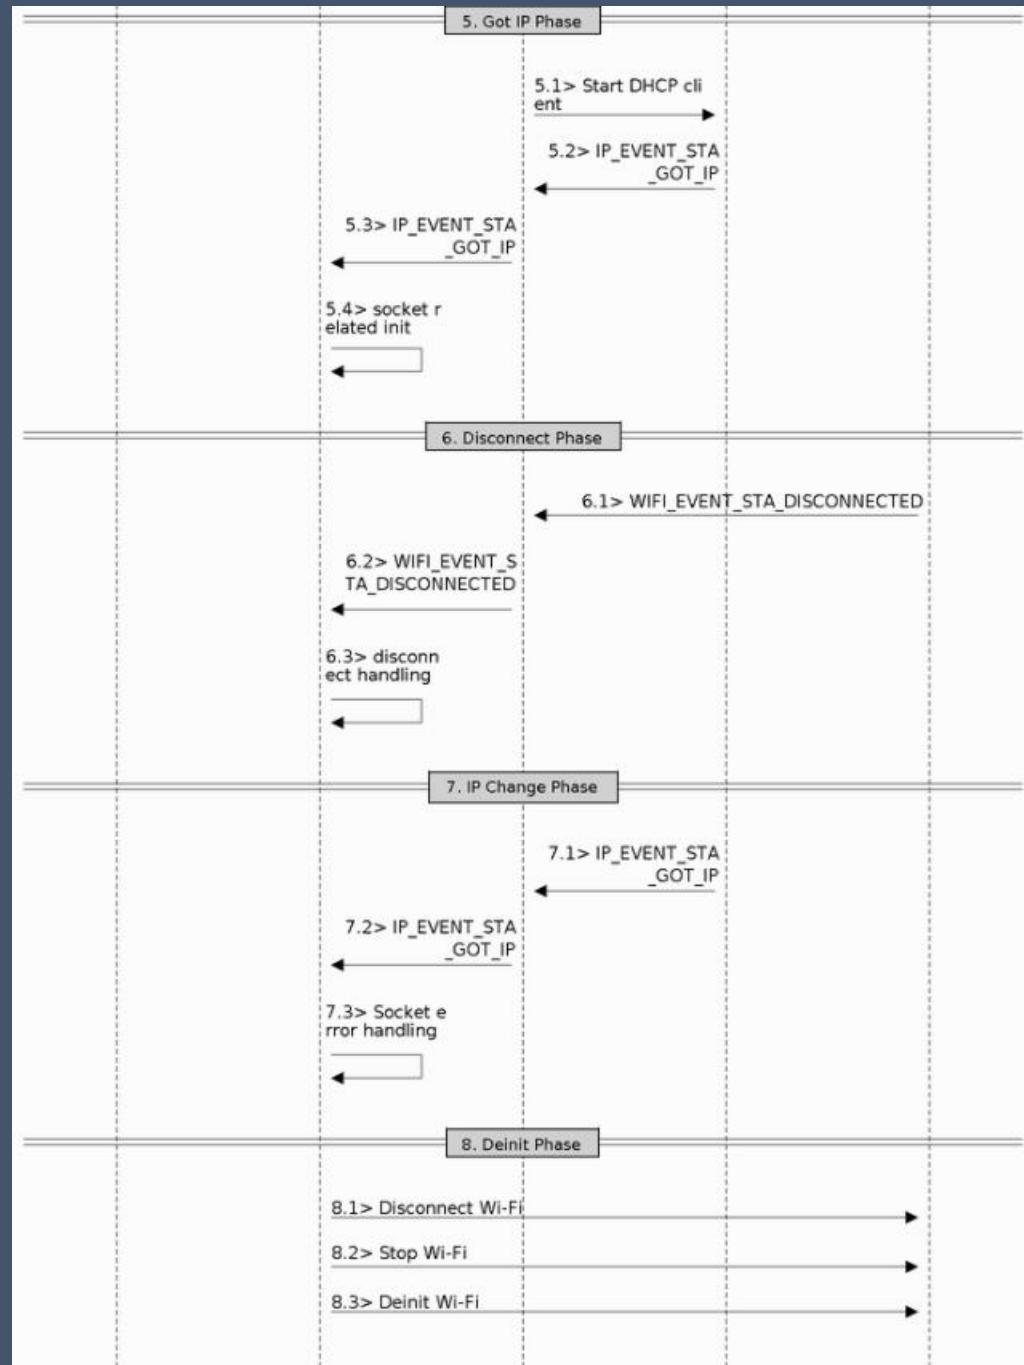 5. Got IP Phase
5.1> Start DHCP cli
ent
5.2> IP_EVENT_STA
_GOT_IP
5.3> IP_EVENT_STA
_GOT_IP
5.4> socket r
elated init
6. Disconnect Phase
6.1> WIFI_EVENT_STA_DISCONNECTED
6.2> WIFI_EVENT_S
TA_DISCONNECTED
6.3> disconn
ect handling
7. IP Change Phase
7.1> IP_EVENT_STA
_GOT_IP
7.2> IP_EVENT_STA
_GOT_IP
7.3> Socket e
rror handling
8. Deinit Phase
8.1> Disconnect Wi-Fi
8.2> Stop Wi-Fi
8.3> Deinit Wi-Fi